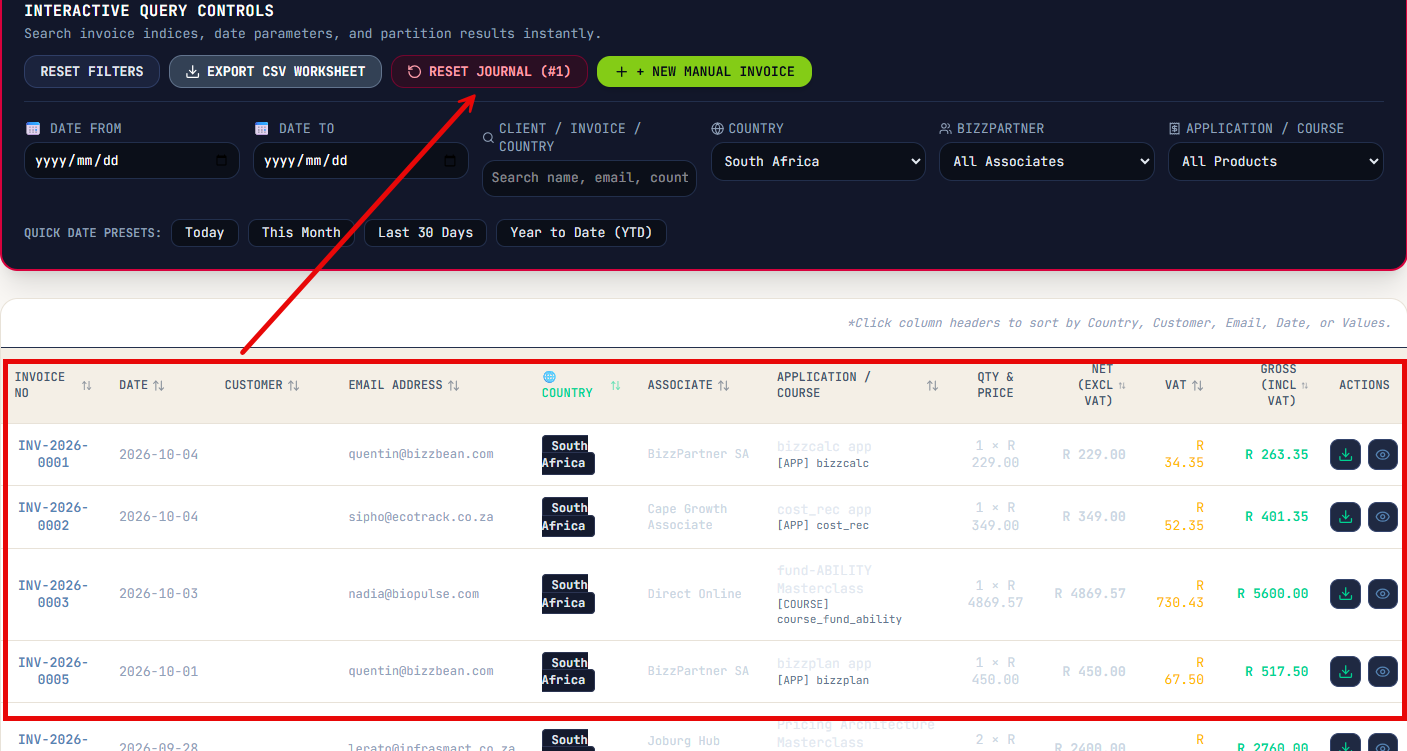 INTERACTIVE QUERY CONTROLS
Search invoice indices, date parameters, and partition results instantly.
RESET FILTERS
EXPORT CSV WORKSHEET
RESET JOURNAL (#1)
+ + NEW MANUAL INVOICE
DATE FROM
DATE TO
CLIENT / INVOICE /
COUNTRY
COUNTRY
BIZZPARTNER
APPLICATION / COURSE
yyyy/mm/dd
yyyy/mm/dd
Search name, email, count
South Africa
All Associates
All Products
QUICK DATE PRESETS:
Today
This Month
Last 30 Days
Year to Date (YTD)
*Click column headers to sort by Country, Customer, Email, Date, or Values.
INVOICE
NO
DATE
CUSTOMER
EMAIL ADDRESS
COUNTRY
ASSOCIATE
APPLICATION /
COURSE
QTY &
PRICE
NET
(EXCL
VAT)
VAT
GROSS
(INCL
VAT)
ACTIONS
INV-2026-
0001
2026-10-04
quentin@bizzbean.com
South
Africa
BizzPartner SA
bizzcalc app
[APP] bizzcalc
1 × R
229.00
R 229.00
R
34.35
R 263.35
INV-2026-
0002
2026-10-04
sipho@ecotrack.co.za
South
Africa
Cape Growth
Associate
cost_rec app
[APP] cost_rec
1 × R
349.00
R 349.00
R
52.35
R 401.35
INV-2026-
0003
2026-10-03
nadia@biopulse.com
South
Africa
Direct Online
fund-ABILITY
Masterclass
[COURSE]
course_fund_ability
1 × R
4869.57
R 4869.57
R
730.43
R 5600.00
INV-2026-
0005
2026-10-01
quentin@bizzbean.com
South
Africa
BizzPartner SA
bizzplan app
[APP] bizzplan
1 × R
450.00
R 450.00
R
67.50
R 517.50
INV-2026-
2026-09-28
lerato@infrasmart.co.za
South
Joburg Hub
Pricing Architecture
Masterclass
2 × R
R 2400.00
R
R 2760.00